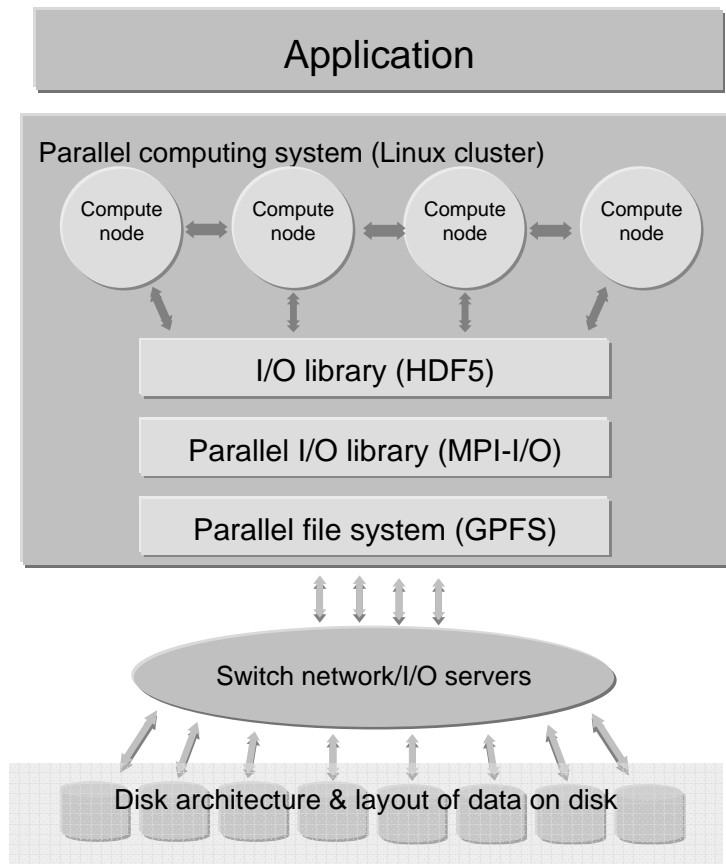 Application
Parallel computing system (Linux cluster)
Compute
node
Compute
node
Compute
node
Compute
node
I/O library (HDF5)
Parallel I/O library (MPI-I/O)
Parallel file system (GPFS)
Switch network/I/O servers
Disk architecture & layout of data on disk